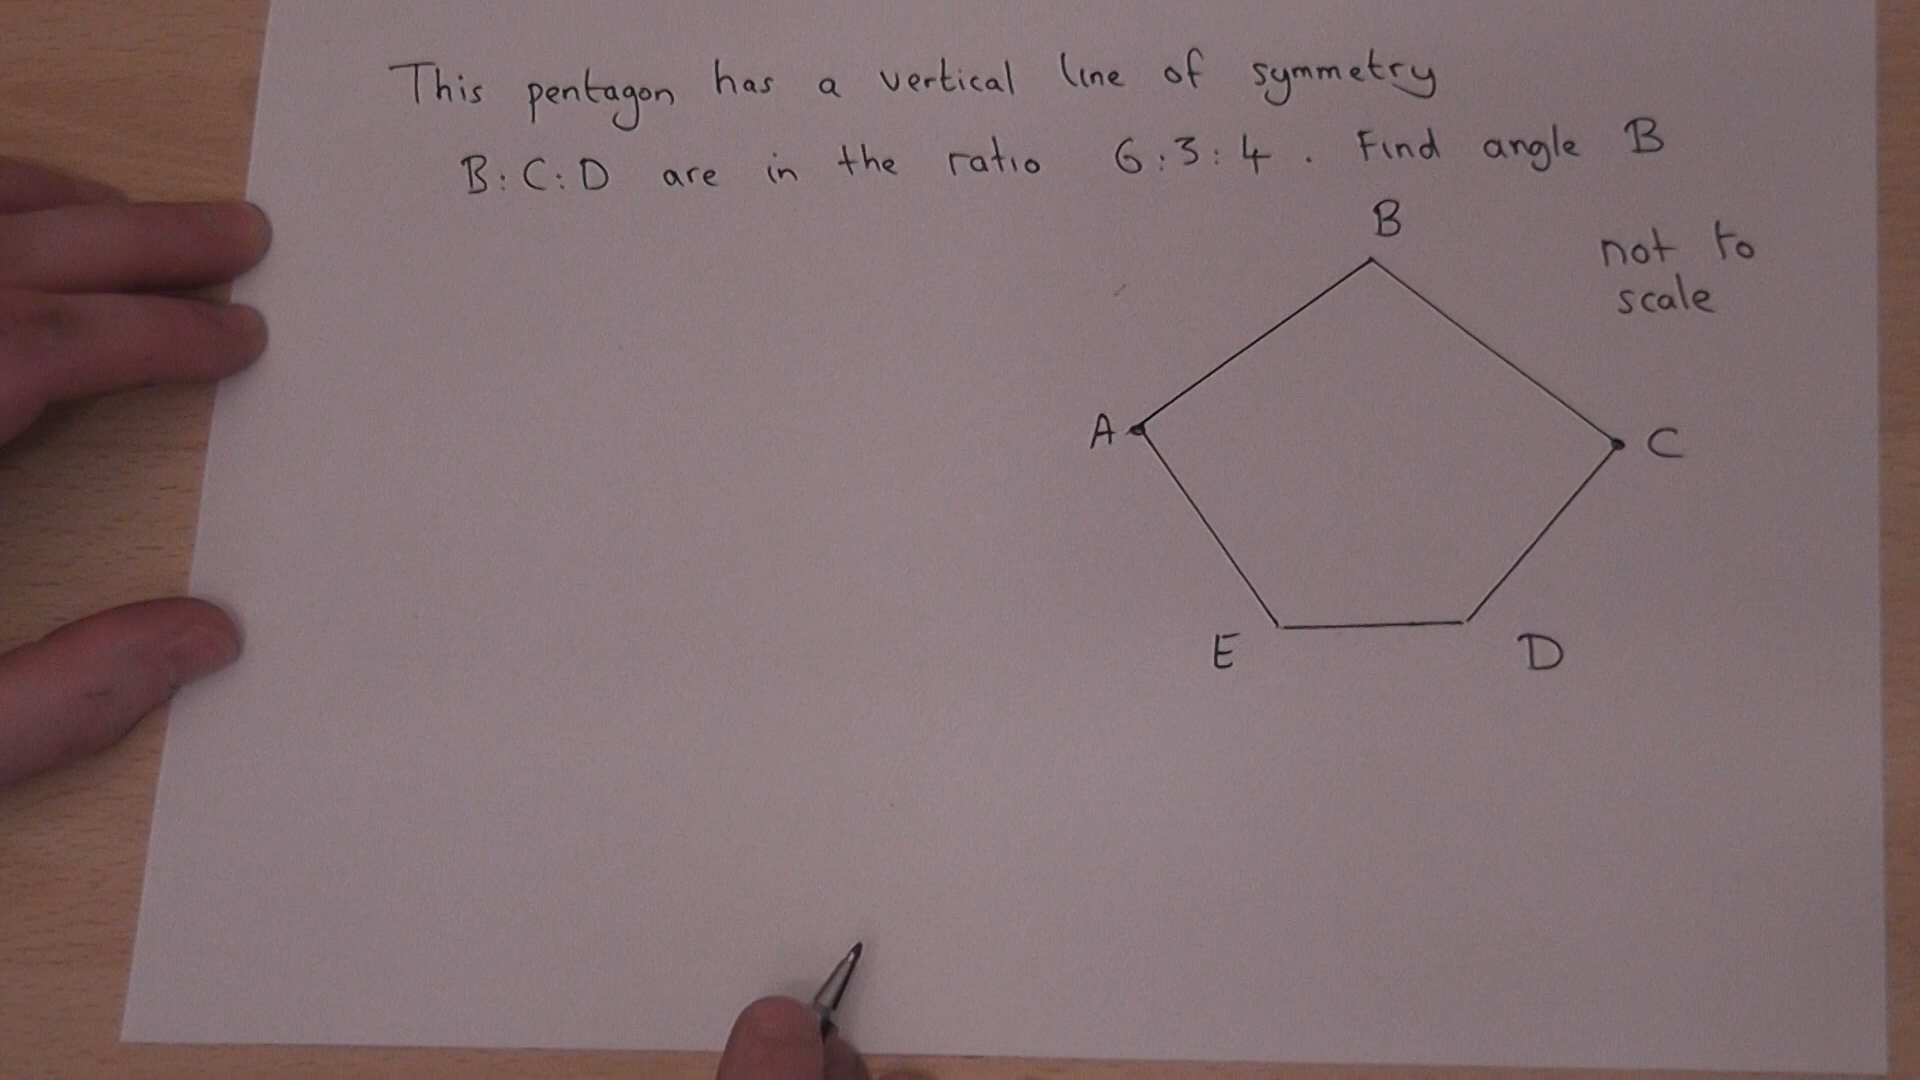 This pentagon has a vertical line of symmetry
B:C:D are in the ratio 6:3:4. Find angle B
B
not to
scale
A
C
E
D